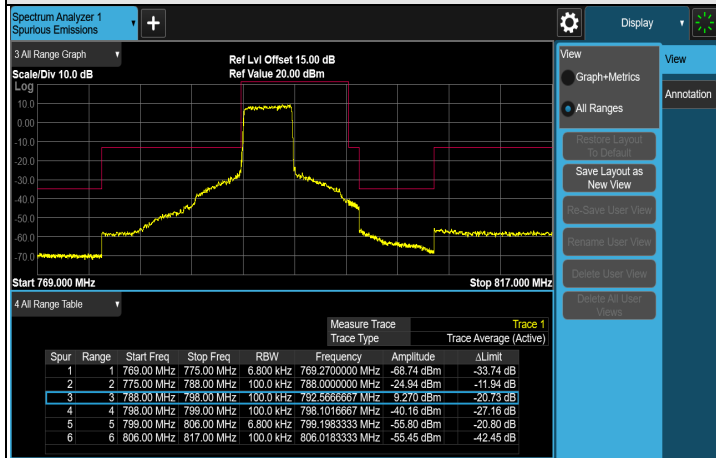 Spectrum Analyzer 1
Spurious Emissions
Display
3 All Range Graph
Ref Lvl Offset 15.00 dB
Scale/Div 10.0 dB
Ref Value 20.00 dBm
Log
10.0
0.00
-10.0
-20.0
-30.0
-40.0
-50.0
-60.0
-70.0
Start 769.000 MHz
Stop 817.000 MHz
4 All Range Table
Measure Trace Trace 1
Trace Type Trace Average (Active)
Spur Range Start Freq Stop Freq RBW Frequency Amplitude ΔLimit
1 1 769.00 MHz 775.00 MHz 6.800 kHz 769.2700000 MHz -68.74 dBm -33.74 dB
2 2 775.00 MHz 788.00 MHz 100.0 kHz 788.0000000 MHz -24.94 dBm -11.94 dB
3 3 788.00 MHz 798.00 MHz 100.0 kHz 792.5666667 MHz 9.270 dBm -20.73 dB
4 4 798.00 MHz 799.00 MHz 100.0 kHz 798.1016667 MHz -40.16 dBm -27.16 dB
5 5 799.00 MHz 806.00 MHz 6.800 kHz 799.1983333 MHz -55.80 dBm -20.80 dB
6 6 806.00 MHz 817.00 MHz 100.0 kHz 806.0183333 MHz -55.45 dBm -42.45 dB
View
Graph+Metrics
All Ranges
Restore Layout
To Default
Save Layout as
New View
Re-Save User View
Rename User View
Delete User View
Delete All User
Views
View
Annotation